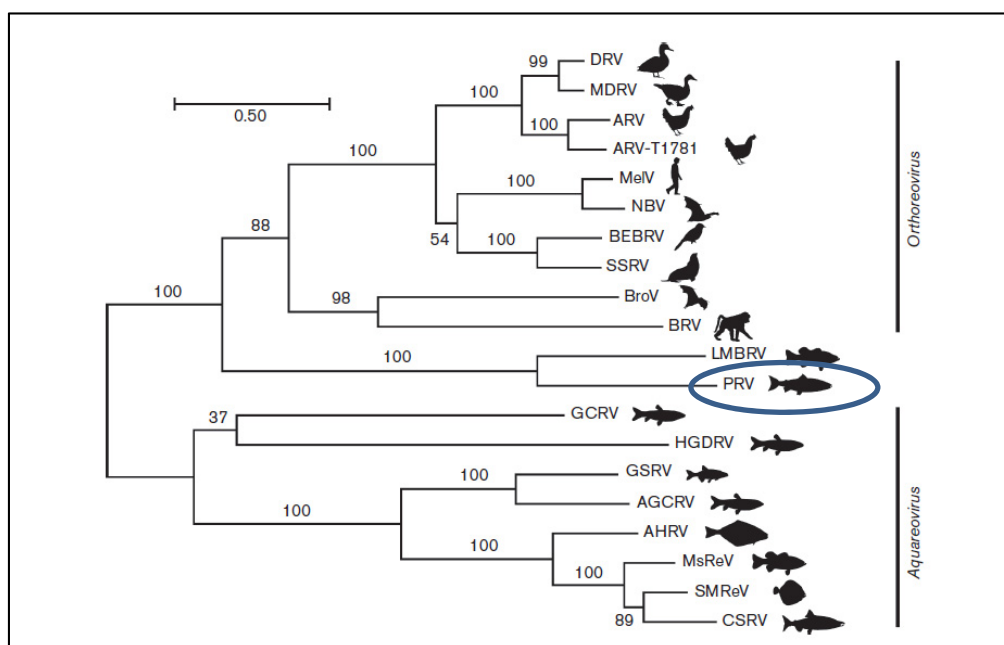 99
DRV
MDRV
100
0.50
100
ARV
ARV-T1781
100
100
MelV
NBV
88
54
100
BEBRV
SSRV
100
98
BroV
BRV
Orthoreovirus
100
LMBRV
PRV
37
GCRV
HGDRV
100
GSRV
AGCRV
100
AHRV
100
MsReV
100
SMReV
89
CSRV
Aquareovirus